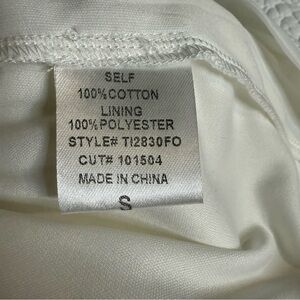 SELF
100%COTTON
LINING
100%POLYESTER
STYLE# TI2830FO
CUT# 101504
MADE IN CHINA
S